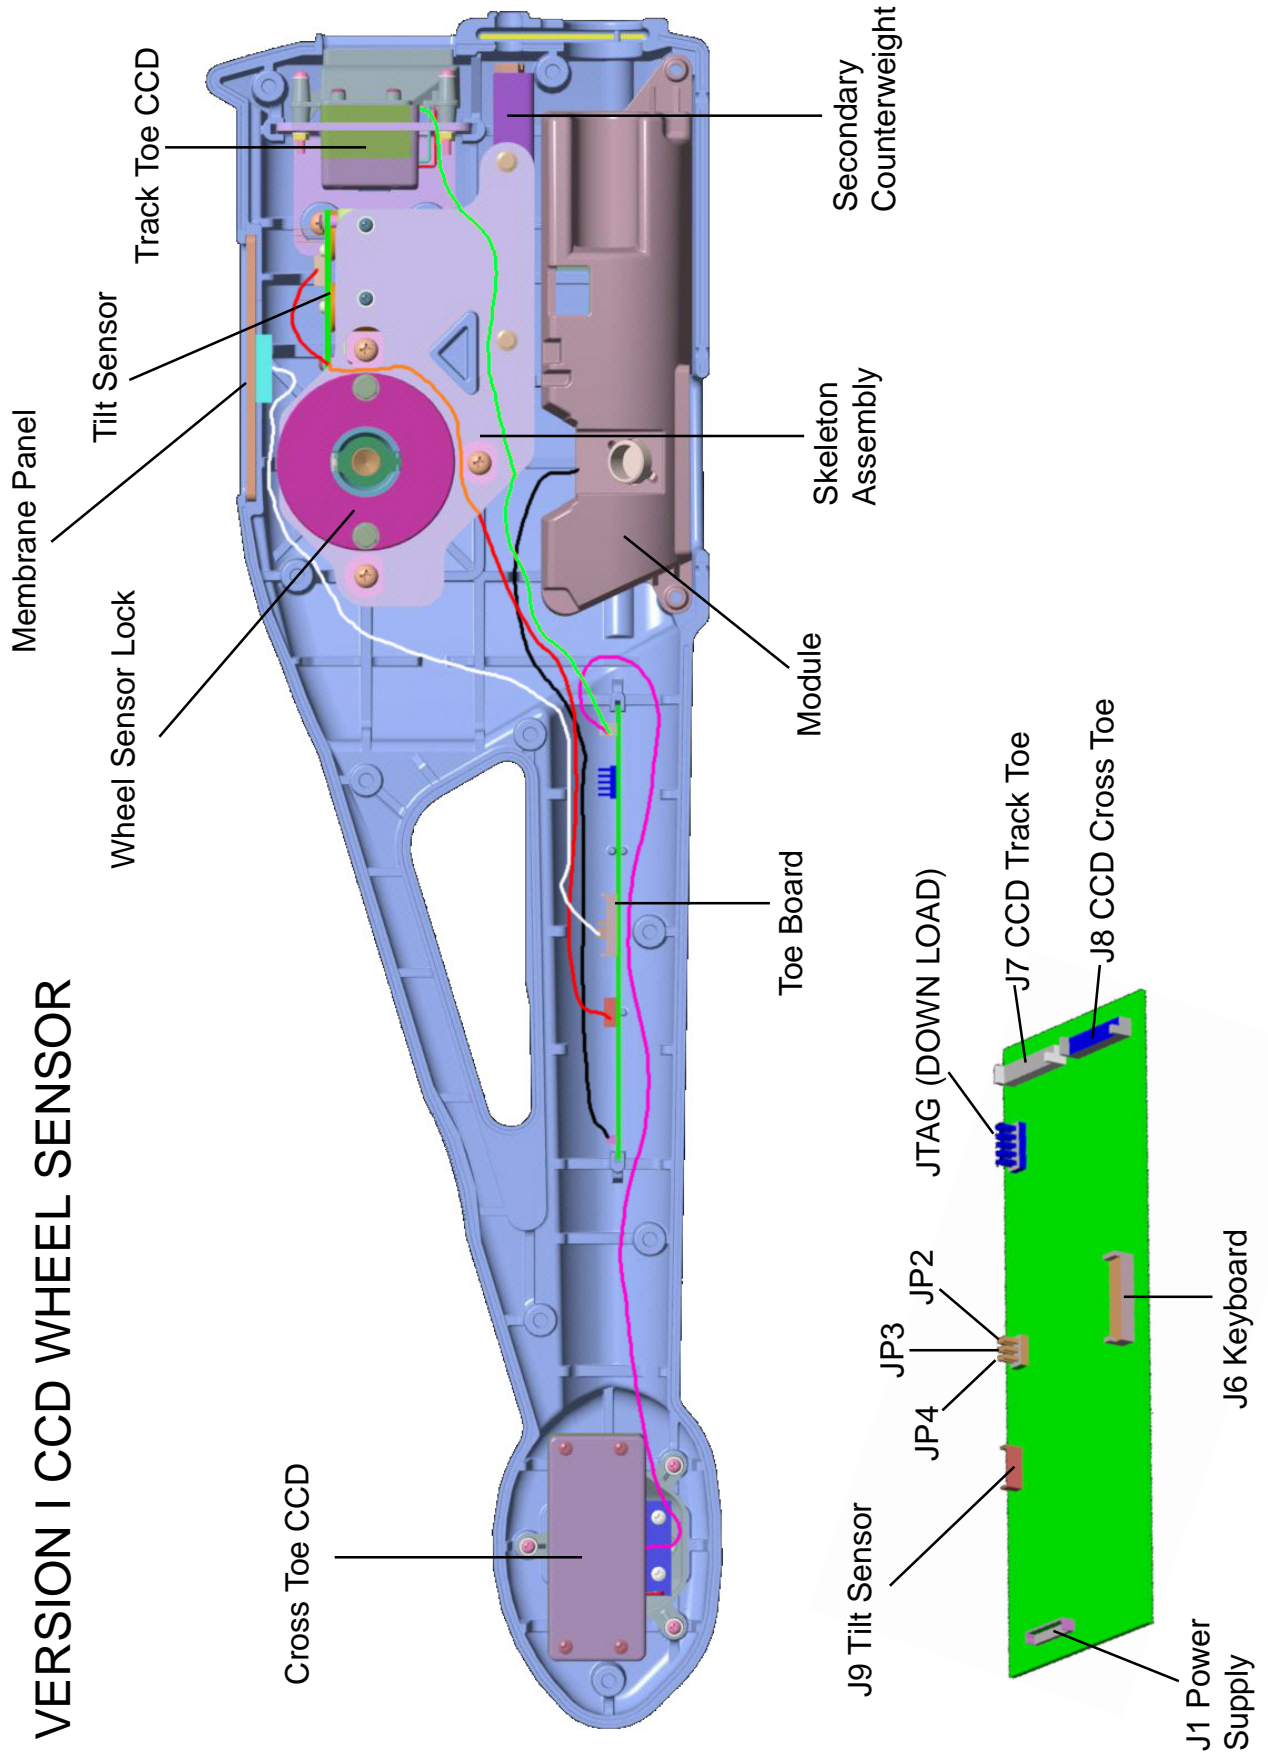 VERSION I CCD WHEEL SENSOR
Membrane Panel
Wheel Sensor Lock
Tilt Sensor
Track Toe CCD
Cross Toe CCD
Toe Board
Module
Skeleton
Assembly
Secondary
Counterweight
J9 Tilt Sensor
JP4
JP3
JP2
JTAG (DOWN LOAD)
J7 CCD Track Toe
J8 CCD Cross Toe
J1 Power
Supply
J6 Keyboard